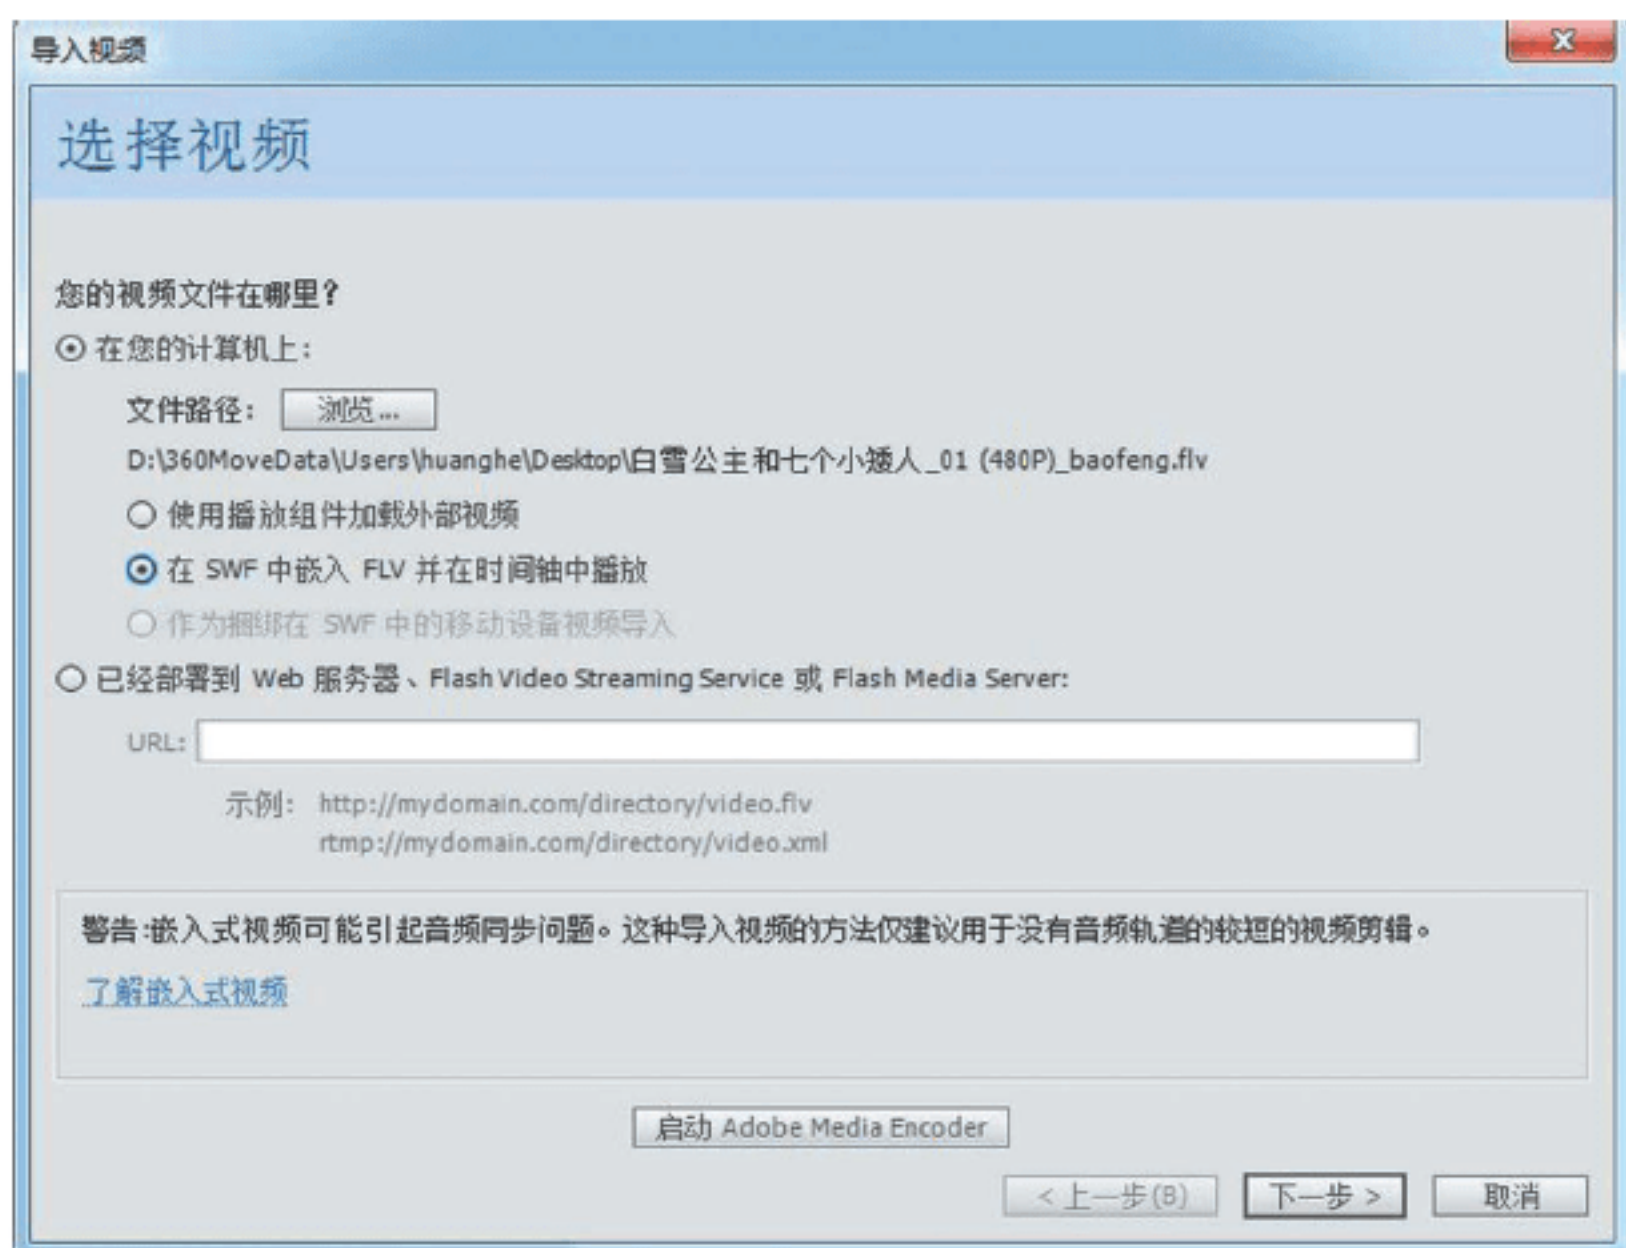 导入视频
选择视频
您的视频文件在哪里?
在您的计算机上:
文件路径: 浏览...
D:\360MoveData\Users\huanghe\Desktop\白雪公主和七个小矮人_01 (480P)_baofeng.flv
使用播放组件加载外部视频
在 SWF 中嵌入 FLV 并在时间轴中播放
作为捆绑在 SWF 中的移动设备视频导入
已经部署到 Web 服务器、Flash Video Streaming Service 或 Flash Media Server:
URL:
示例: http://mydomain.com/directory/video.flv
rtmp://mydomain.com/directory/video.xml
警告:嵌入式视频可能引起音频同步问题。这种导入视频的方法仅建议用于没有音频轨道的较短的视频剪辑。
了解嵌入式视频
启动 Adobe Media Encoder
< 上一步(B) 下一步 > 取消